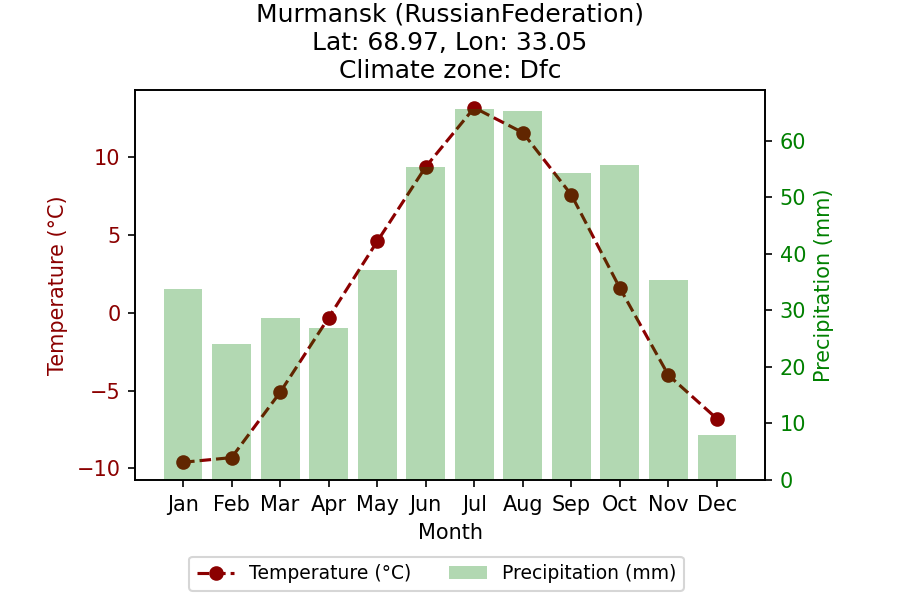 Murmansk (RussianFederation)
Lat: 68.97, Lon: 33.05
Climate zone: Dfc
10
5
0
−5
−10
Temperature (°C)
60
50
40
30
20
10
0
Precipitation (mm)
Jan Feb Mar Apr May Jun Jul Aug Sep Oct Nov Dec
Month
Temperature (°C) Precipitation (mm)